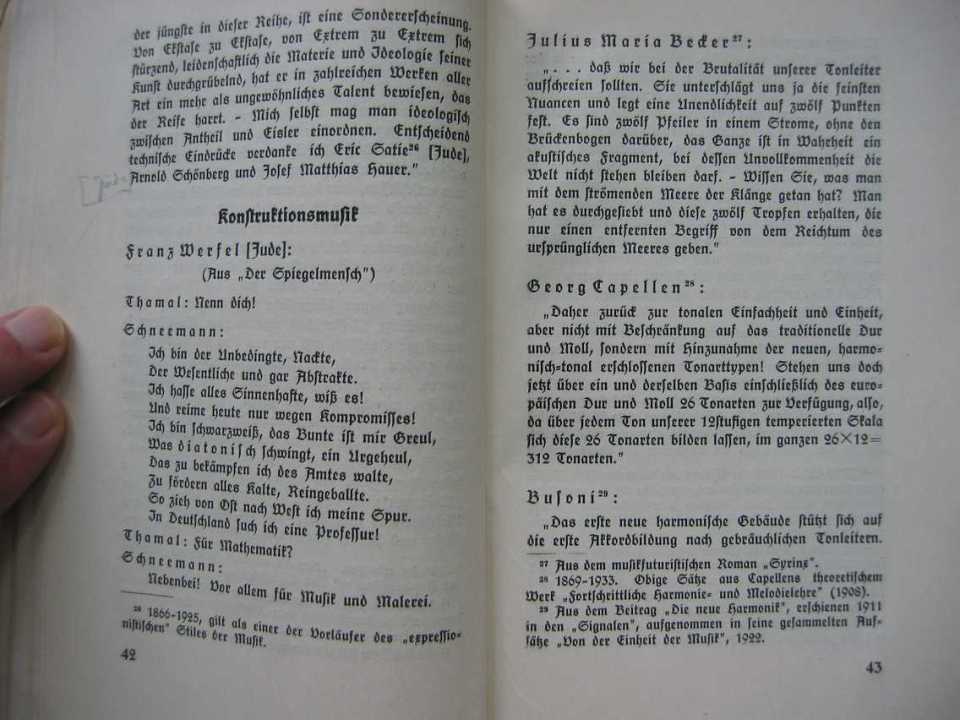 der jüngste in dieser Reihe, ist eine Sondererscheinung.
Von Ekstase zu Ekstase, von Extrem zu Extrem sich
stürzend, leidenschaftlich die Materie und Ideologie seiner
Kunst durchgrübelnd, hat er in zahlreichen Werken aller
Art ein mehr als ungewöhnliches Talent bewiesen, das
der Reife harrt. - Mich selbst mag man ideologisch
zwischen Antheil und Eisler einordnen. Entscheidend
technische Eindrücke verdanke ich Eric Satie²⁶ [Jude],
Arnold Schönberg und Josef Matthias Hauer."
Konstruktionsmusik
Franz Werfel [Jude]:
(Aus „Der Spiegelmensch")
Thamal: Nenn dich!
Schneemann:
Ich bin der Unbedingte, Nackte,
Der Wesentliche und gar Abstrakte.
Ich hasse alles Sinnenhafte, wiß es!
Und reime heute nur wegen Kompromisses!
Ich bin schwarzweiß, das Bunte ist mir Greul,
Was diatonisch schwingt, ein Urgeheul,
Das zu bekämpfen ich des Amtes walte,
Zu fördern alles Kalte, Reingeballte.
So zieh von Ost nach West ich meine Spur.
In Deutschland such ich eine Professur!
Thamal: Für Mathematik?
Schneemann:
Nebenbei! Vor allem für Musik und Malerei.
²⁶ 1866-1925, gilt als einer der Vorläufer des „expressio-
nistischen" Stiles der Musik.
42
Julius Maria Becker²⁷:
„. . . daß wir bei der Brutalität unserer Tonleiter
aufschreien sollten. Sie unterschlägt uns ja die feinsten
Nuancen und legt eine Unendlichkeit auf zwölf Punkten
fest. Es sind zwölf Pfeiler in einem Strome, ohne den
Brückenbogen darüber, das Ganze ist in Wahrheit ein
akustisches Fragment, bei dessen Unvollkommenheit die
Welt nicht stehen bleiben darf. - Wissen Sie, was man
mit dem strömenden Meere der Klänge getan hat? Man
hat es durchgesiebt und diese zwölf Tropfen erhalten, die
nur einen entfernten Begriff von dem Reichtum des
ursprünglichen Meeres geben."
Georg Capellen²⁸:
„Daher zurück zur tonalen Einfachheit und Einheit,
aber nicht mit Beschränkung auf das traditionelle Dur
und Moll, sondern mit Hinzunahme der neuen, harmo-
nisch-tonal erschlossenen Tonarttypen! Stehen uns doch
jetzt über ein und derselben Basis einschließlich des euro-
päischen Dur und Moll 26 Tonarten zur Verfügung, also,
da über jedem Ton unserer 12stufigen temperierten Skala
sich diese 26 Tonarten bilden lassen, im ganzen 26×12=
312 Tonarten."
Busoni²⁹:
„Das erste neue harmonische Gebäude stützt sich auf
die erste Akkordbildung nach gebräuchlichen Tonleitern.
²⁷ Aus dem musikfuturistischen Roman „Syrinx".
²⁸ 1869-1933. Obige Sätze aus Capellens theoretischem
Werk „Fortschrittliche Harmonie- und Melodielehre" (1908).
²⁹ Aus dem Beitrag „Die neue Harmonik", erschienen 1911
in den „Signalen", aufgenommen in seine gesammelten Auf-
sätze „Von der Einheit der Musik", 1922.
43